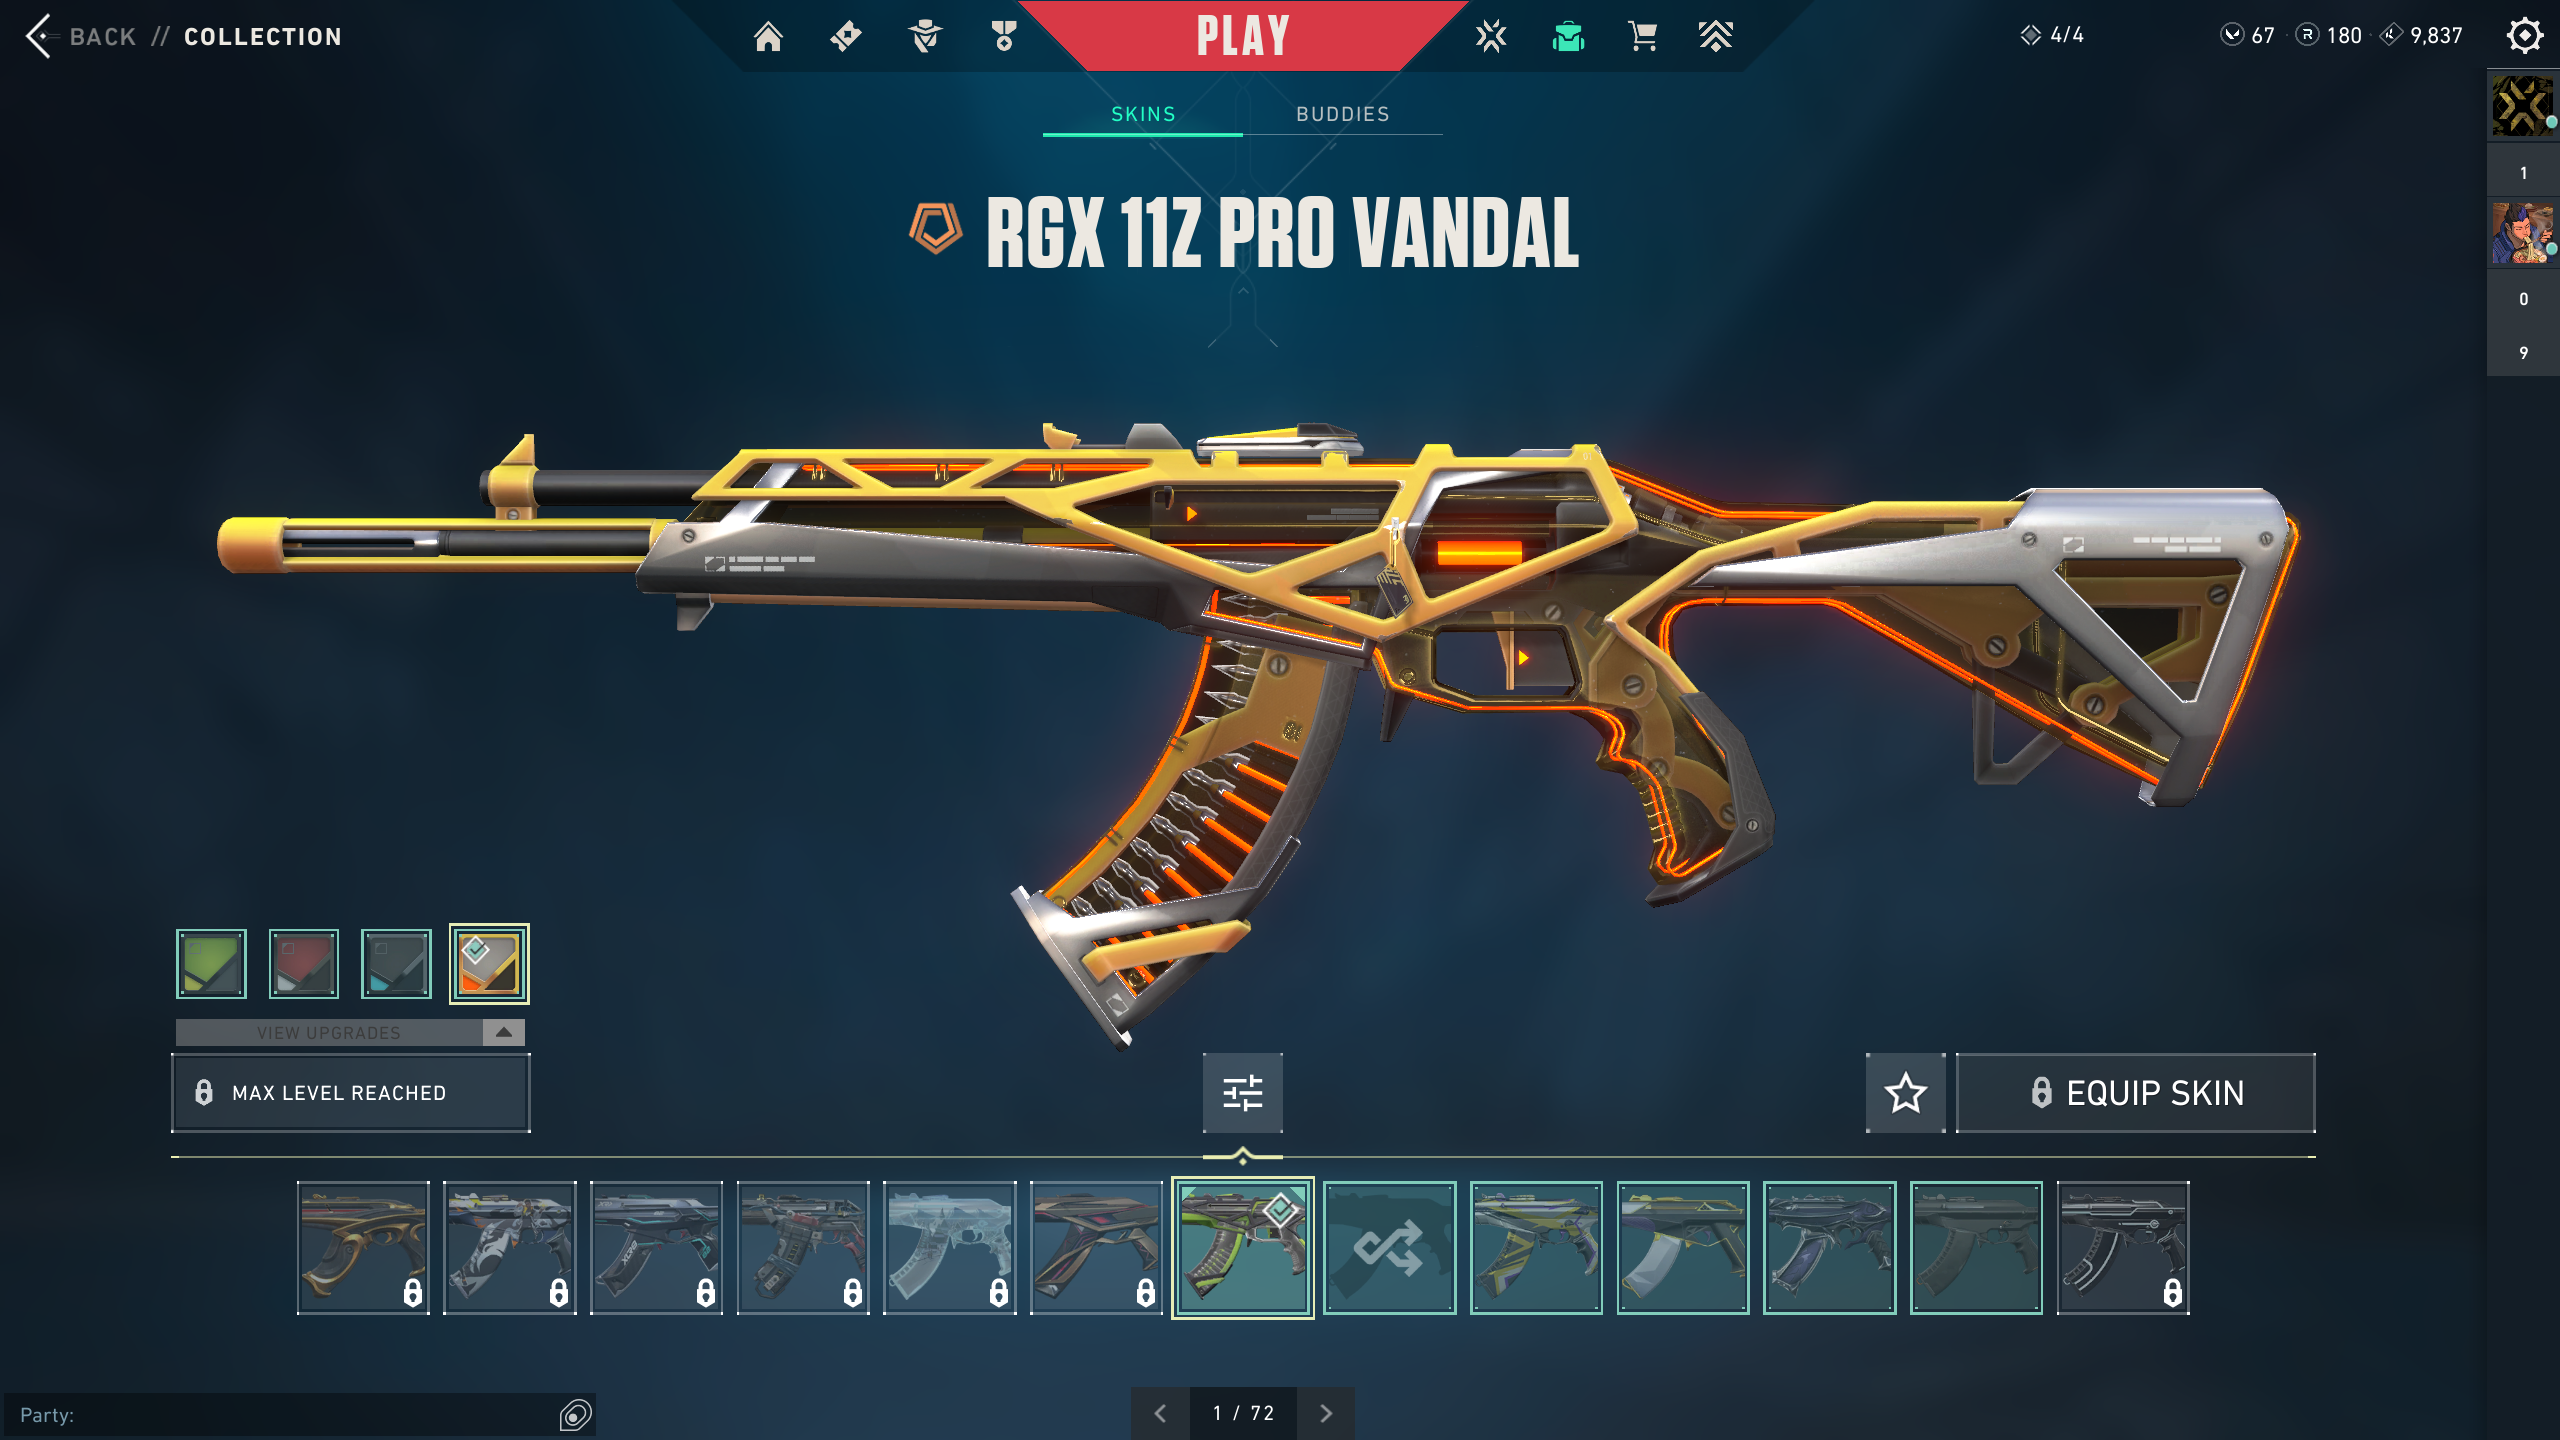 BACK // COLLECTION
PLAY
4/4
67
R 180
9,837
SKINS
BUDDIES
1
0
9
RGX 11Z PRO VANDAL
VIEW UPGRADES
MAX LEVEL REACHED
EQUIP SKIN
Party:
1 / 72